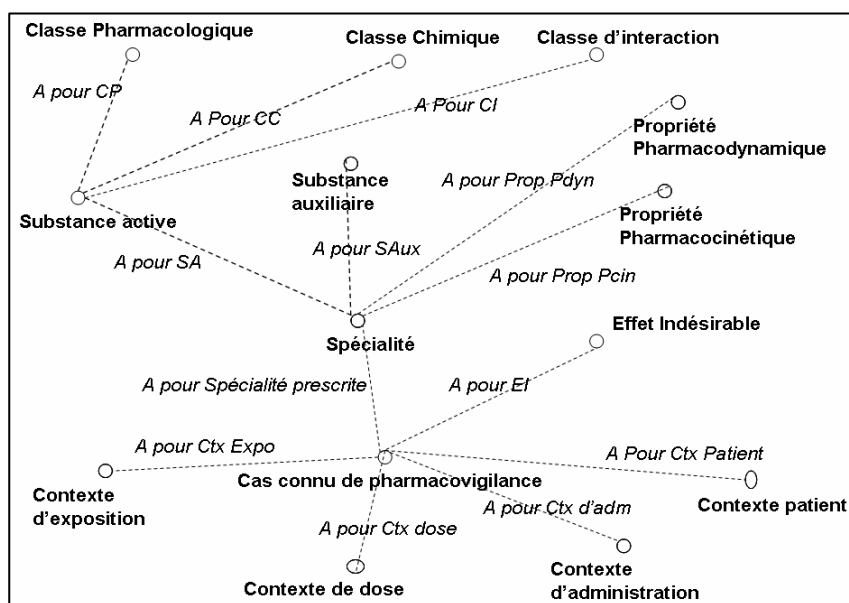 Classe Pharmacologique
Classe Chimique
Classe d'interaction
A pour CP
A Pour CC
A Pour CI
Propriété
Pharmacodynamique
Substance
auxiliaire
A pour Prop Pdyn
Substance active
Propriété
Pharmacocinétique
A pour SA
A pour SAux
A pour Prop Pcin
Spécialité
Effet Indésirable
A pour Spécialité prescrite
A pour EI
A pour Ctx Expo
A Pour Ctx Patient
Contexte
d'exposition
Cas connu de pharmacovigilance
Contexte patient
A pour Ctx dose
A pour Ctx d'adm
Contexte de dose
Contexte
d'administration